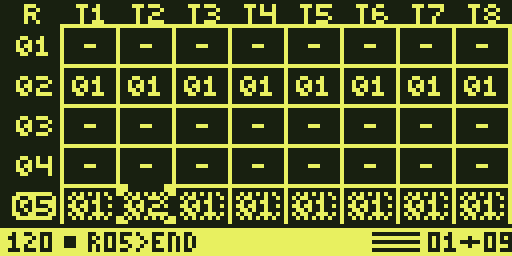 R T1 T2 T3 T4 T5 T6 T7 T8
01 - - - - - - - -
02 01 01 01 01 01 01 01 01
03 - - - - - - - -
04 - - - - - - - -
05 01 02 01 01 01 01 01 01
120 ■ R05>END 01→09